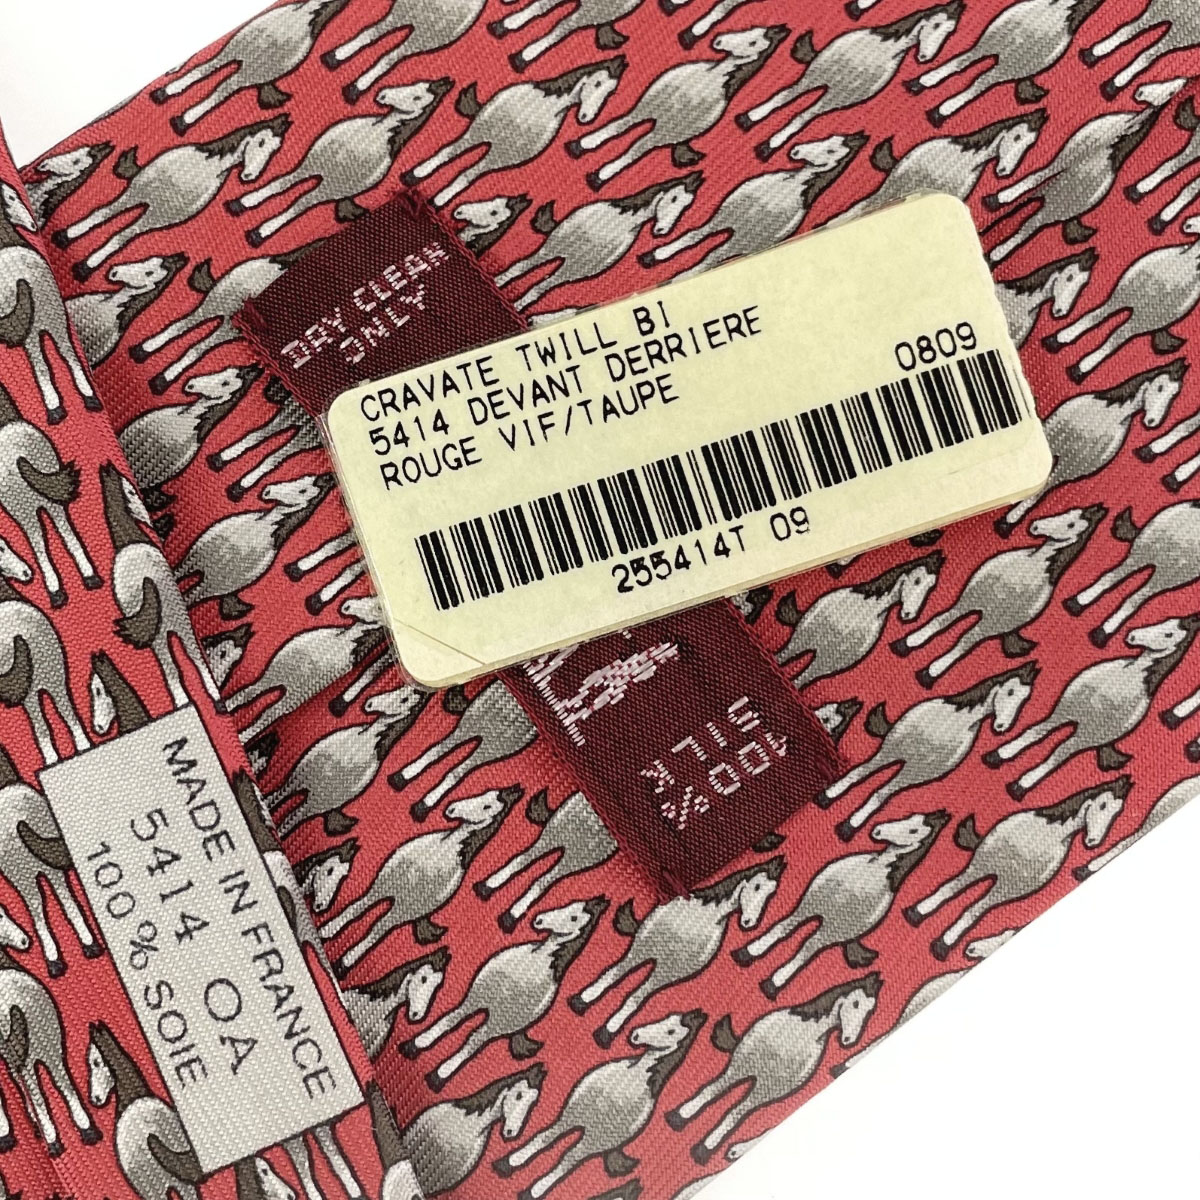 DRY CLEAN
ONLY
CRAVATE TWILL BI
5414 DEVANT DERRIERE
ROUGE VIF/TAUPE
0809
255414T 09
100%
SILK
MADE IN FRANCE
5414 OA
100 % SOIE